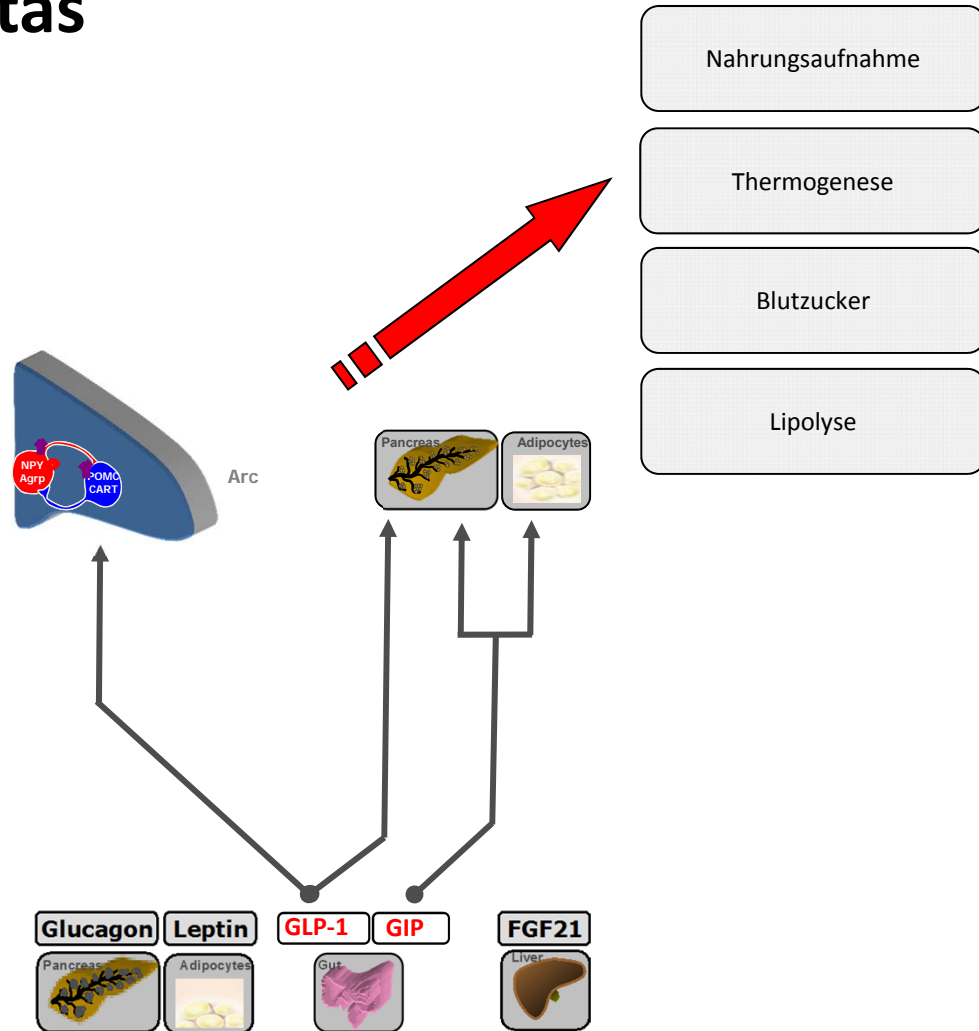 tas
Nahrungsaufnahme
Thermogenese
Blutzucker
Lipolyse
Pancreas
Adipocytes
NPY
Agrp
POMC
CART
Arc
Glucagon
Leptin
GLP-1
GIP
FGF21
Pancreas
Adipocytes
Gut
Liver